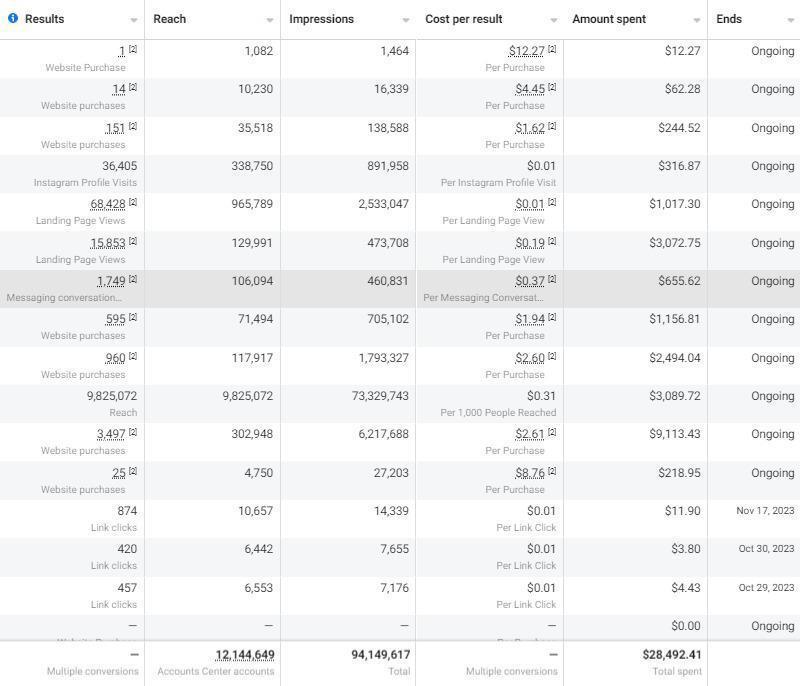 Results Reach Impressions Cost per result Amount spent Ends
1 [2] 1,082 1,464 $12.27 [2] $12.27 Ongoing
Website Purchase Per Purchase
14 [2] 10,230 16,339 $4.45 [2] $62.28 Ongoing
Website purchases Per Purchase
151 [2] 35,518 138,588 $1.62 [2] $244.52 Ongoing
Website purchases Per Purchase
36,405 338,750 891,958 $0.01 $316.87 Ongoing
Instagram Profile Visits Per Instagram Profile Visit
68,428 [2] 965,789 2,533,047 $0.01 [2] $1,017.30 Ongoing
Landing Page Views Per Landing Page View
15,853 [2] 129,991 473,708 $0.19 [2] $3,072.75 Ongoing
Landing Page Views Per Landing Page View
1,749 [2] 106,094 460,831 $0.37 [2] $655.62 Ongoing
Messaging conversation... Per Messaging Conversat...
595 [2] 71,494 705,102 $1.94 [2] $1,156.81 Ongoing
Website purchases Per Purchase
960 [2] 117,917 1,793,327 $2.60 [2] $2,494.04 Ongoing
Website purchases Per Purchase
9,825,072 9,825,072 73,329,743 $0.31 $3,089.72 Ongoing
Reach Per 1,000 People Reached
3,497 [2] 302,948 6,217,688 $2.61 [2] $9,113.43 Ongoing
Website purchases Per Purchase
25 [2] 4,750 27,203 $8.76 [2] $218.95 Ongoing
Website purchases Per Purchase
874 10,657 14,339 $0.01 $11.90 Nov 17, 2023
Link clicks Per Link Click
420 6,442 7,655 $0.01 $3.80 Oct 30, 2023
Link clicks Per Link Click
457 6,553 7,176 $0.01 $4.43 Oct 29, 2023
Link clicks Per Link Click
— — — — $0.00 Ongoing
— 12,144,649 94,149,617 — $28,492.41
Multiple conversions Accounts Center accounts Total Multiple conversions Total spent